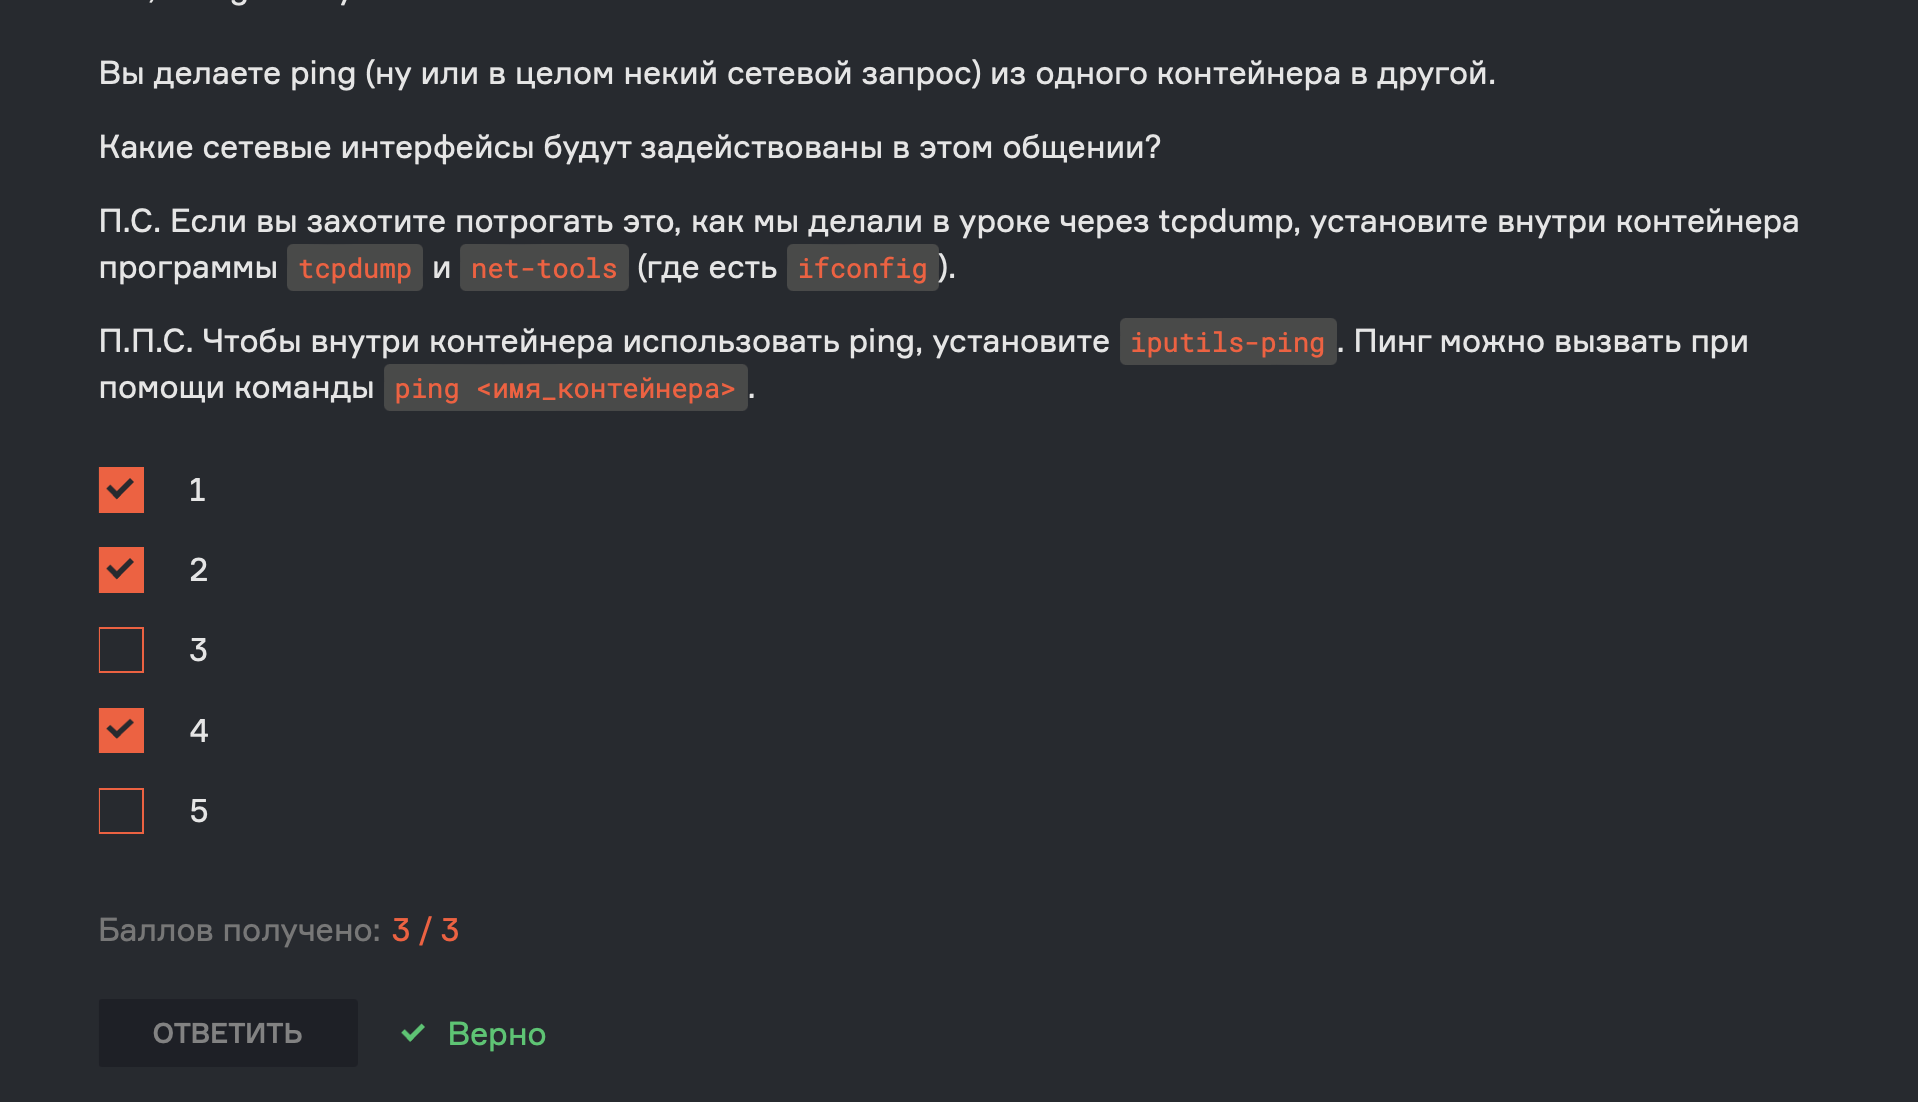 Вы делаете ping (ну или в целом некий сетевой запрос) из одного контейнера в другой.
Какие сетевые интерфейсы будут задействованы в этом общении?
П.С. Если вы захотите потрогать это, как мы делали в уроке через tcpdump, установите внутри контейнера
программы tcpdump и net-tools (где есть ifconfig).
П.П.С. Чтобы внутри контейнера использовать ping, установите iputils-ping. Пинг можно вызвать при
помощи команды ping <имя_контейнера>.
1
2
3
4
5
Баллов получено: 3 / 3
ОТВЕТИТЬ Верно